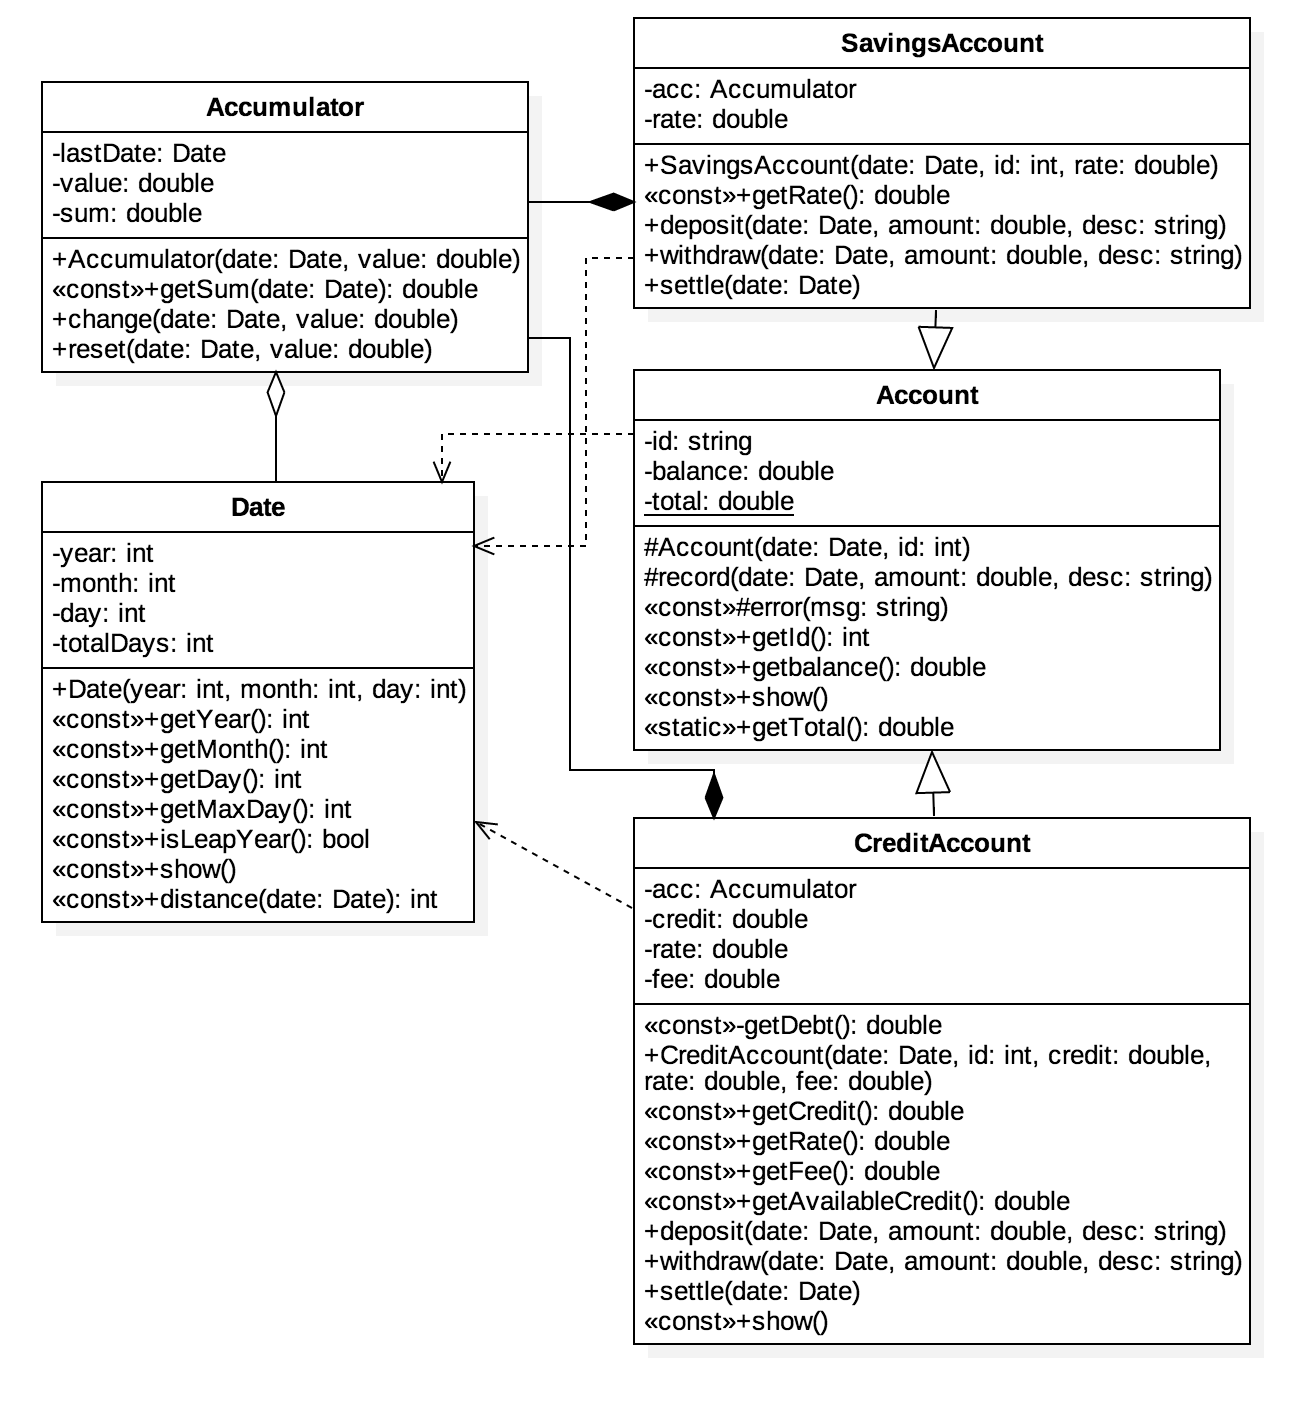 SavingsAccount
-acc: Accumulator
-rate: double
+SavingsAccount(date: Date, id: int, rate: double)
«const»+getRate(): double
+deposit(date: Date, amount: double, desc: string)
+withdraw(date: Date, amount: double, desc: string)
+settle(date: Date)
Accumulator
-lastDate: Date
-value: double
-sum: double
+Accumulator(date: Date, value: double)
«const»+getSum(date: Date): double
+change(date: Date, value: double)
+reset(date: Date, value: double)
Account
-id: string
-balance: double
-total: double
#Account(date: Date, id: int)
#record(date: Date, amount: double, desc: string)
«const»#error(msg: string)
«const»+getId(): int
«const»+getbalance(): double
«const»+show()
«static»+getTotal(): double
Date
-year: int
-month: int
-day: int
-totalDays: int
+Date(year: int, month: int, day: int)
«const»+getYear(): int
«const»+getMonth(): int
«const»+getDay(): int
«const»+getMaxDay(): int
«const»+isLeapYear(): bool
«const»+show()
«const»+distance(date: Date): int
CreditAccount
-acc: Accumulator
-credit: double
-rate: double
-fee: double
«const»-getDebt(): double
+CreditAccount(date: Date, id: int, credit: double,
rate: double, fee: double)
«const»+getCredit(): double
«const»+getRate(): double
«const»+getFee(): double
«const»+getAvailableCredit(): double
+deposit(date: Date, amount: double, desc: string)
+withdraw(date: Date, amount: double, desc: string)
+settle(date: Date)
«const»+show()